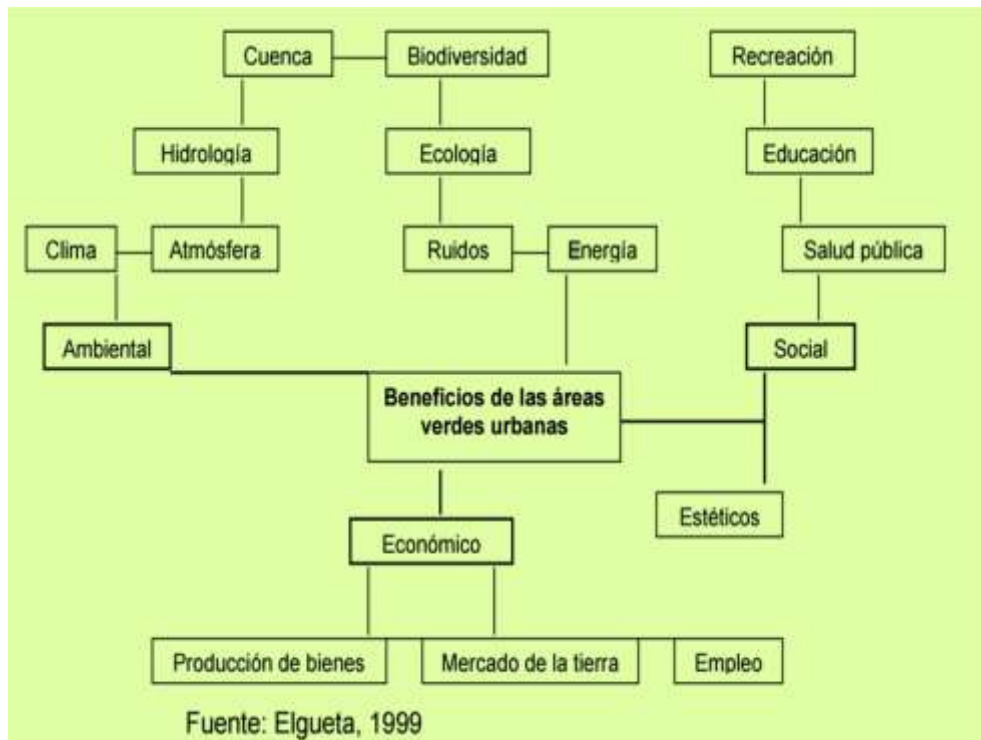 Cuenca
Biodiversidad
Recreación
Hidrología
Ecología
Educación
Clima
Atmósfera
Ruidos
Energía
Salud pública
Ambiental
Social
Beneficios de las áreas
verdes urbanas
Estéticos
Económico
Producción de bienes
Mercado de la tierra
Empleo
Fuente: Elgueta, 1999